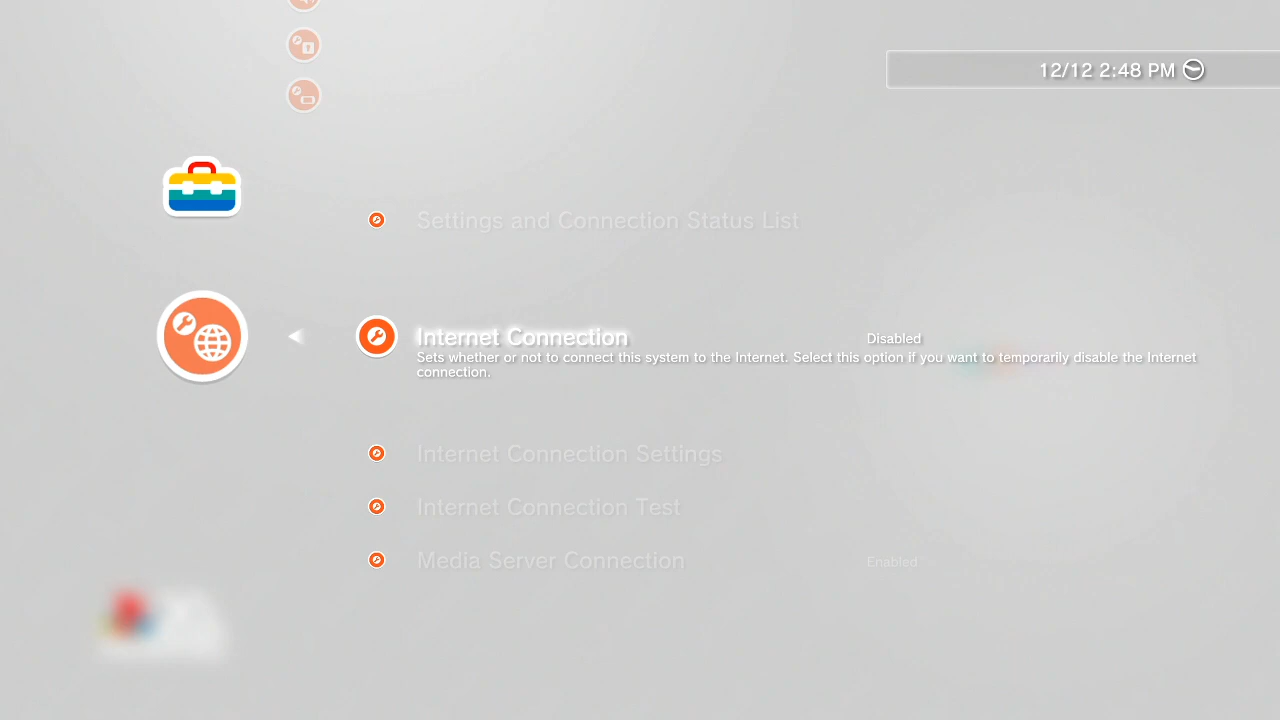 12/12 2:48 PM
Settings and Connection Status List
Internet Connection Disabled
Sets whether or not to connect this system to the Internet. Select this option if you want to temporarily disable the Internet
connection.
Internet Connection Settings
Internet Connection Test
Media Server Connection Enabled